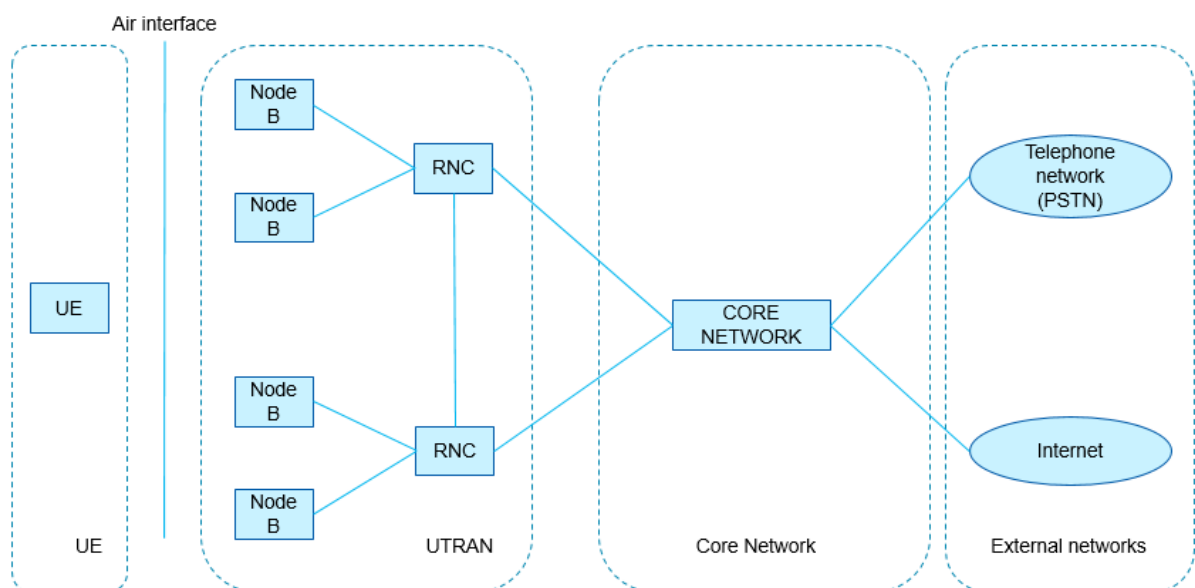 Air interface
Node
B
Node
B
RNC
UE
Node
B
Node
B
RNC
CORE
NETWORK
Telephone
network
(PSTN)
Internet
UE
UTRAN
Core Network
External networks